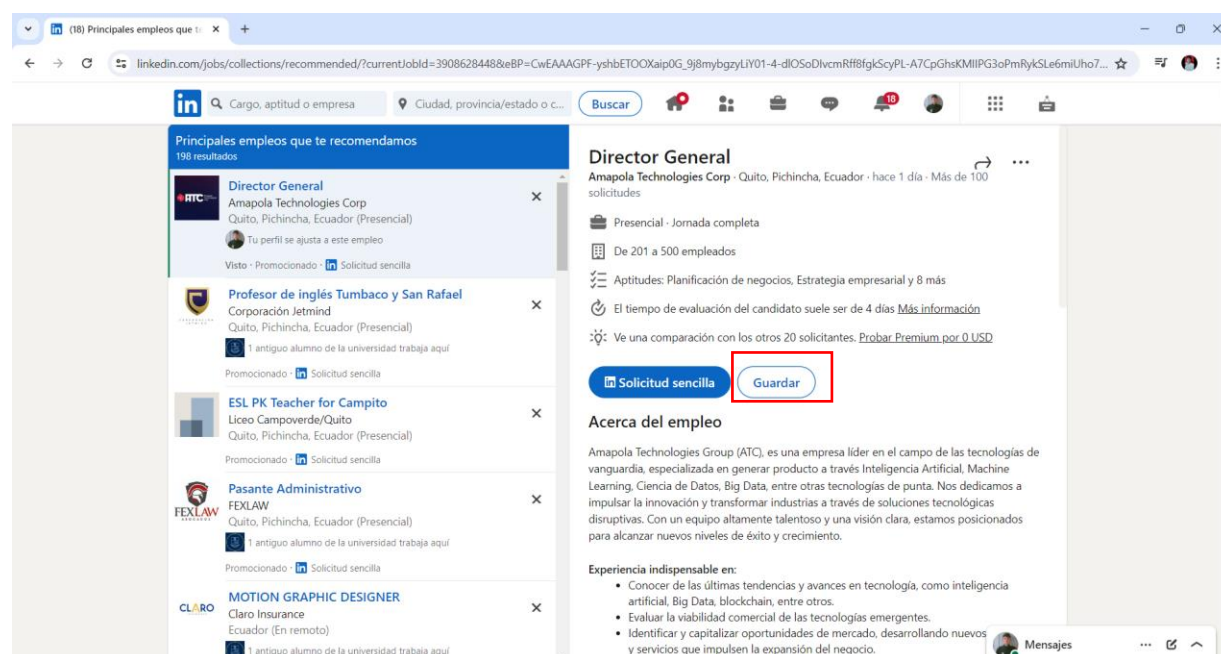 (18) Principales empleos que te
linkedin.com/jobs/collections/recommended/?currentJobId=3908628448&eBP=CwEAAAGPF-yshbETOOXaip0G_9j8mybgzyLiY01-4-dlOSoDlvcmRff8fgkScyPL-A7CpGhsKMIIPG3oPmRykSLe6miUho7...
in
Cargo, aptitud o empresa
Ciudad, provincia/estado o c...
Buscar
18
Principales empleos que te recomendamos
198 resultados
ATC
Director General
Amapola Technologies Corp
Quito, Pichincha, Ecuador (Presencial)
Tu perfil se ajusta a este empleo
Visto · Promocionado · in Solicitud sencilla
Profesor de inglés Tumbaco y San Rafael
Corporación Jetmind
Quito, Pichincha, Ecuador (Presencial)
1 antiguo alumno de la universidad trabaja aquí
Promocionado · in Solicitud sencilla
ESL PK Teacher for Campito
Liceo Campoverde/Quito
Quito, Pichincha, Ecuador (Presencial)
Promocionado · in Solicitud sencilla
FEXLAW
ABOGADOS
Pasante Administrativo
FEXLAW
Quito, Pichincha, Ecuador (Presencial)
1 antiguo alumno de la universidad trabaja aquí
Promocionado · in Solicitud sencilla
CLARO
MOTION GRAPHIC DESIGNER
Claro Insurance
Ecuador (En remoto)
1 antiguo alumno de la universidad trabaja aquí
Director General
Amapola Technologies Corp · Quito, Pichincha, Ecuador · hace 1 día · Más de 100
solicitudes
Presencial · Jornada completa
De 201 a 500 empleados
Aptitudes: Planificación de negocios, Estrategia empresarial y 8 más
El tiempo de evaluación del candidato suele ser de 4 días Más información
Ve una comparación con los otros 20 solicitantes. Probar Premium por 0 USD
in Solicitud sencilla
Guardar
Acerca del empleo
Amapola Technologies Group (ATC), es una empresa líder en el campo de las tecnologías de
vanguardia, especializada en generar producto a través Inteligencia Artificial, Machine
Learning, Ciencia de Datos, Big Data, entre otras tecnologías de punta. Nos dedicamos a
impulsar la innovación y transformar industrias a través de soluciones tecnológicas
disruptivas. Con un equipo altamente talentoso y una visión clara, estamos posicionados
para alcanzar nuevos niveles de éxito y crecimiento.
Experiencia indispensable en:
• Conocer de las últimas tendencias y avances en tecnología, como inteligencia
artificial, Big Data, blockchain, entre otros.
• Evaluar la viabilidad comercial de las tecnologías emergentes.
• Identificar y capitalizar oportunidades de mercado, desarrollando nuevos
y servicios que impulsen la expansión del negocio.
Mensajes